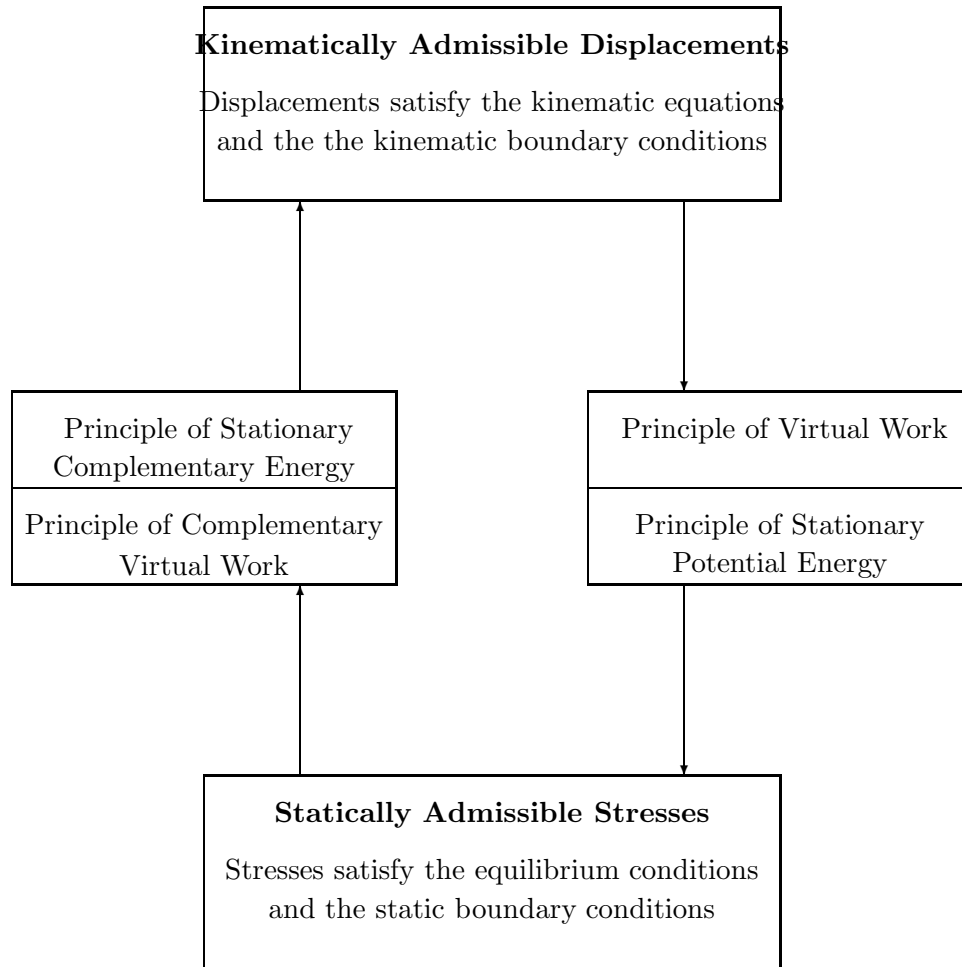 Kinematically Admissible Displacements
Displacements satisfy the kinematic equations
and the the kinematic boundary conditions
Principle of Stationary
Complementary Energy
Principle of Complementary
Virtual Work
Principle of Virtual Work
Principle of Stationary
Potential Energy
Statically Admissible Stresses
Stresses satisfy the equilibrium conditions
and the static boundary conditions